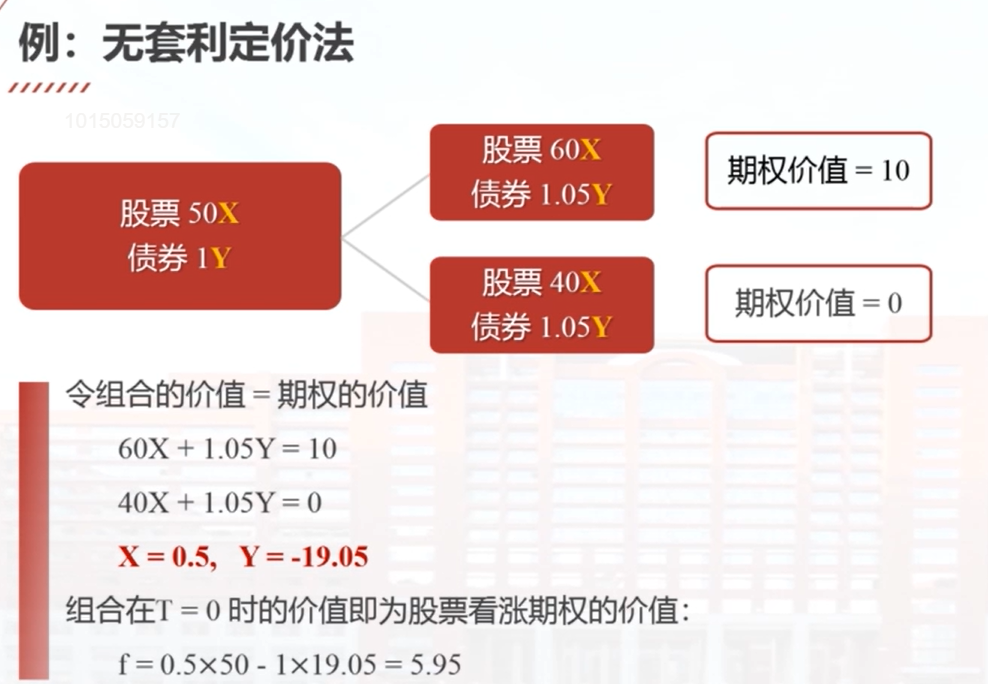 例：无套利定价法
1015059157
股票 50X
债券 1Y
股票 60X
债券 1.05Y
期权价值 = 10
股票 40X
债券 1.05Y
期权价值 = 0
令组合的价值 = 期权的价值
60X + 1.05Y = 10
40X + 1.05Y = 0
X = 0.5, Y = -19.05
组合在T = 0 时的价值即为股票看涨期权的价值：
f = 0.5×50 - 1×19.05 = 5.95